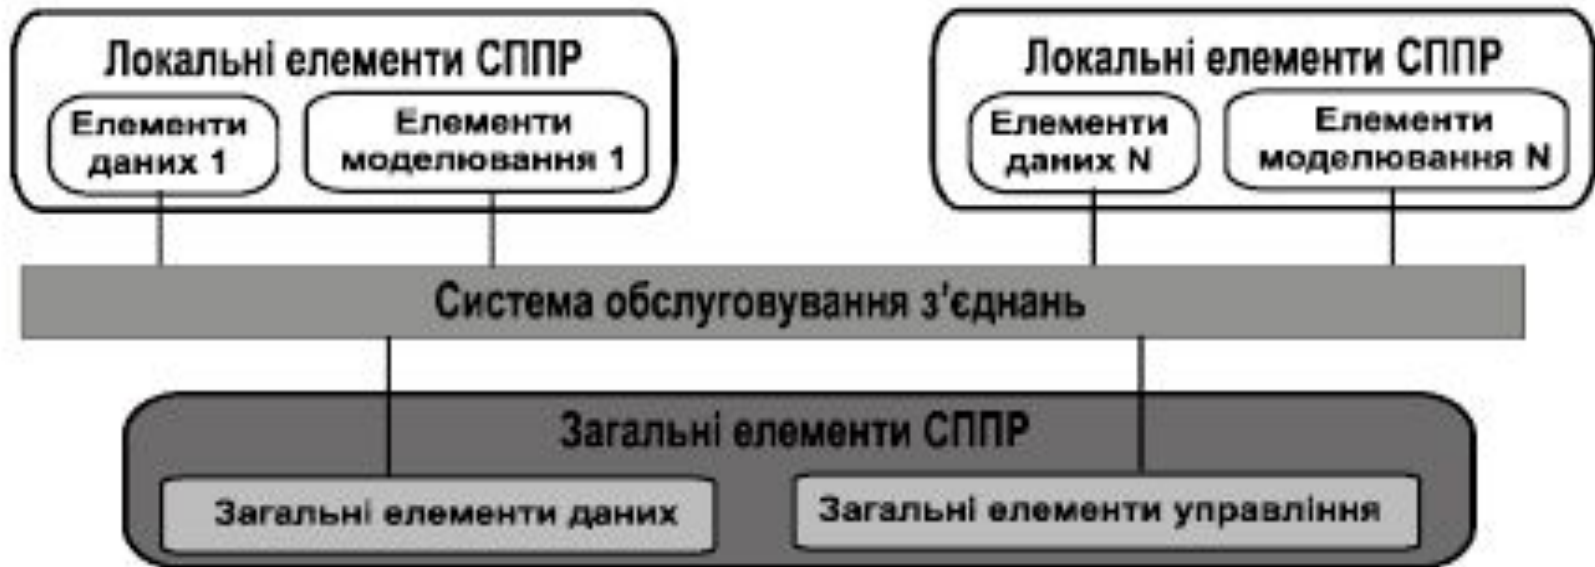 Локальні елементи СППР
Елементи
даних 1
Елементи
моделювання 1
Локальні елементи СППР
Елементи
даних N
Елементи
моделювання N
Система обслуговування з'єднань
Загальні елементи СППР
Загальні елементи даних
Загальні елементи управління